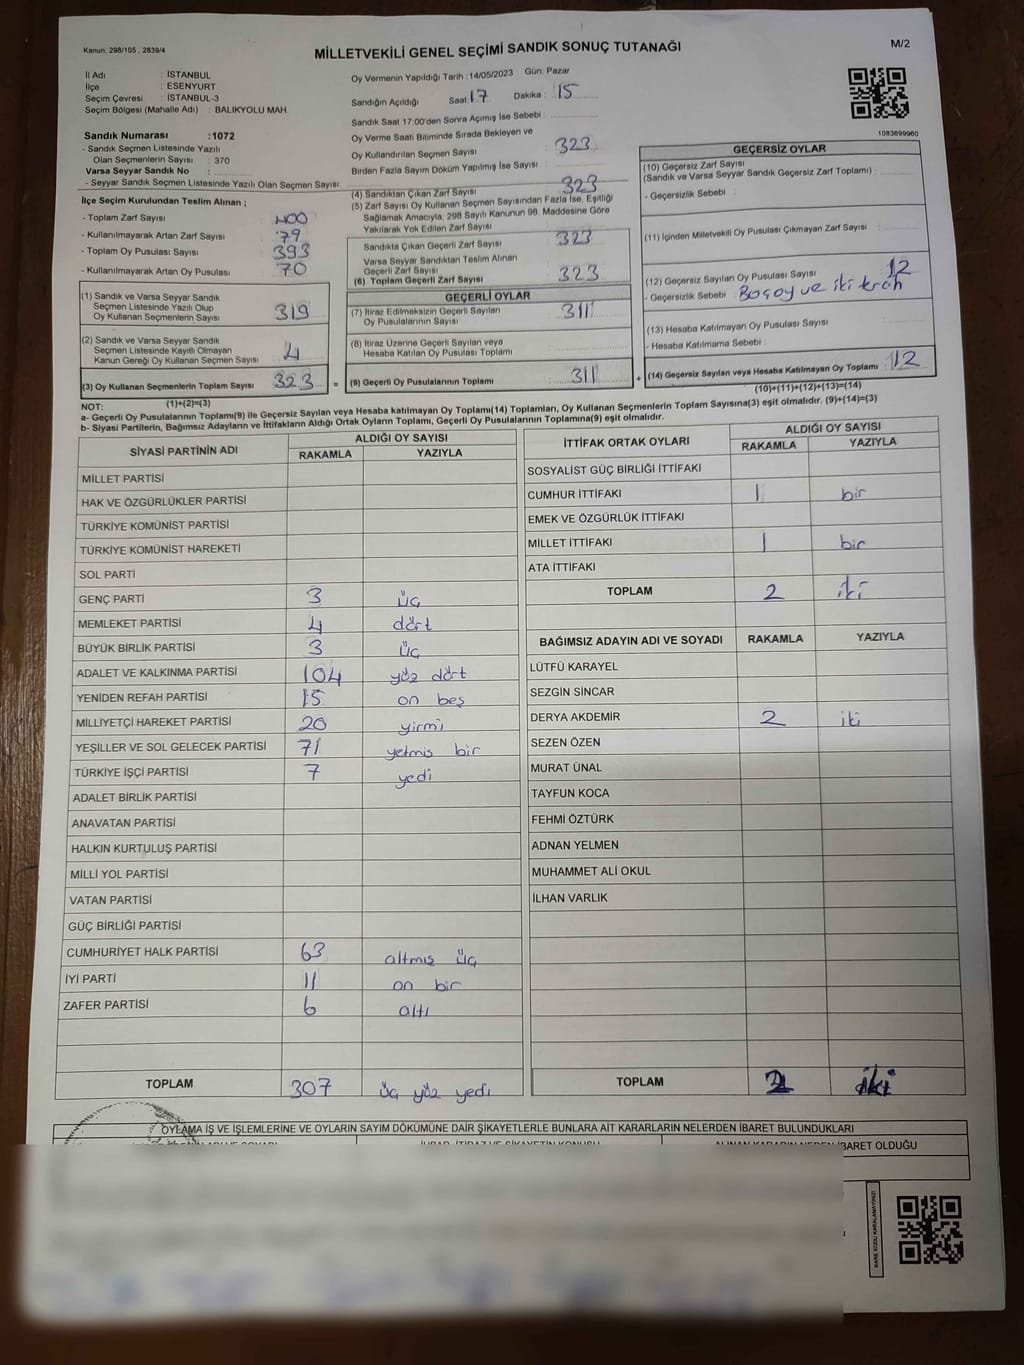 Kanun: 298/105 , 2839/4
MİLLETVEKİLİ GENEL SEÇİMİ SANDIK SONUÇ TUTANAĞI
M/2
İl Adı : İSTANBUL
İlçe : ESENYURT
Seçim Çevresi : İSTANBUL-3
Seçim Bölgesi (Mahalle Adı) : BALIKYOLU MAH.
Sandık Numarası :1072
- Sandık Seçmen Listesinde Yazılı
Olan Seçmenlerin Sayısı : 370
Varsa Seyyar Sandık No :
- Seyyar Sandık Seçmen Listesinde Yazılı Olan Seçmen Sayısı
İlçe Seçim Kurulundan Teslim Alınan ;
- Toplam Zarf Sayısı : 400
- Kullanılmayarak Artan Zarf Sayısı : 79
- Toplam Oy Pusulası Sayısı : 393
- Kullanılmayarak Artan Oy Pusulası : 70
(1) Sandık ve Varsa Seyyar Sandık
Seçmen Listesinde Yazılı Olup
Oy Kullanan Seçmenlerin Sayısı 319
(2) Sandık ve Varsa Seyyar Sandık
Seçmen Listesinde Kayıtlı Olmayan
Kanun Gereği Oy Kullanan Seçmen Sayısı 4
(3) Oy Kullanan Seçmenlerin Toplam Sayısı : 323 =
(1)+(2)=(3)
Oy Vermenin Yapıldığı Tarih : 14/05/2023 Gün: Pazar
Sandığın Açıldığı Saat 17 Dakika : 15
Sandık Saat 17:00'den Sonra Açımış İse Sebebi :
Oy Verme Saati Bitiminde Sırada Bekleyen ve
Oy Kullandırılan Seçmen Sayısı : 323
Birden Fazla Sayım Döküm Yapılmış İse Sayısı :
(4) Sandıktan Çıkan Zarf Sayısı : 323
(5) Zarf Sayısı Oy Kullanan Seçmen Sayısından Fazla İse, Eşitliği
Sağlamak Amacıyla, 298 Sayılı Kanunun 98. Maddesine Göre
Yakılarak Yok Edilen Zarf Sayısı :
Sandıkta Çıkan Geçerli Zarf Sayısı : 323
Varsa Seyyar Sandıktan Teslim Alınan
Geçerli Zarf Sayısı :
(6) Toplam Geçerli Zarf Sayısı : 323
GEÇERLİ OYLAR
(7) İtiraz Edilmeksizin Geçerli Sayılan
Oy Pusulalarının Sayısı : 311
(8) İtiraz Üzerine Geçerli Sayılan veya
Hesaba Katılan Oy Pusulası Toplamı :
(9) Geçerli Oy Pusulalarının Toplamı : 311 +
1083699960
GEÇERSİZ OYLAR
(10) Geçersiz Zarf Sayısı
(Sandık ve Varsa Seyyar Sandık Geçersiz Zarf Toplamı) :
- Geçersizlik Sebebi :
(11) İçinden Milletvekili Oy Pusulası Çıkmayan Zarf Sayısı :
(12) Geçersiz Sayılan Oy Pusulası Sayısı : 12
- Geçersizlik Sebebi : Boş oy ve iki
(13) Hesaba Katılmayan Oy Pusulası Sayısı :
- Hesaba Katılmama Sebebi :
(14) Geçersiz Sayılan veya Hesaba Katılmayan Oy Toplamı : 12
(10)+(11)+(12)+(13)=(14)
NOT:
a- Geçerli Oy Pusulalarının Toplamı(9) ile Geçersiz Sayılan veya Hesaba katılmayan Oy Toplamı(14) Toplamları, Oy Kullanan Seçmenlerin Toplam Sayısına(3) eşit olmalıdır. (9)+(14)=(3)
b- Siyasi Partilerin, Bağımsız Adayların ve İttifakların Aldığı Ortak Oyların Toplamı, Geçerli Oy Pusulalarının Toplamına(9) eşit olmalıdır.
SİYASİ PARTİNİN ADI ALDIĞI OY SAYISI
RAKAMLA YAZIYLA
MİLLET PARTİSİ
HAK VE ÖZGÜRLÜKLER PARTİSİ
TÜRKİYE KOMÜNİST PARTİSİ
TÜRKİYE KOMÜNİST HAREKETİ
SOL PARTİ
GENÇ PARTİ 3 üç
MEMLEKET PARTİSİ 4 dört
BÜYÜK BİRLİK PARTİSİ 3 üç
ADALET VE KALKINMA PARTİSİ 104 yüz dört
YENİDEN REFAH PARTİSİ 15 on beş
MİLLİYETÇİ HAREKET PARTİSİ 20 yirmi
YEŞİLLER VE SOL GELECEK PARTİSİ 71 yetmiş bir
TÜRKİYE İŞÇİ PARTİSİ 7 yedi
ADALET BİRLİK PARTİSİ
ANAVATAN PARTİSİ
HALKIN KURTULUŞ PARTİSİ
MİLLİ YOL PARTİSİ
VATAN PARTİSİ
GÜÇ BİRLİĞİ PARTİSİ
CUMHURİYET HALK PARTİSİ 63 altmış üç
İYİ PARTİ 11 on bir
ZAFER PARTİSİ 6 altı
TOPLAM 307 üç yüz yedi
İTTİFAK ORTAK OYLARI ALDIĞI OY SAYISI
RAKAMLA YAZIYLA
SOSYALİST GÜÇ BİRLİĞİ İTTİFAKI
CUMHUR İTTİFAKI 1 bir
EMEK VE ÖZGÜRLÜK İTTİFAKI
MİLLET İTTİFAKI 1 bir
ATA İTTİFAKI
TOPLAM 2 iki
BAĞIMSIZ ADAYIN ADI VE SOYADI RAKAMLA YAZIYLA
LÜTFÜ KARAYEL
SEZGİN SİNCAR
DERYA AKDEMİR 2 iki
SEZEN ÖZEN
MURAT ÜNAL
TAYFUN KOCA
FEHMİ ÖZTÜRK
ADNAN YELMEN
MUHAMMET ALİ OKUL
İLHAN VARLIK
TOPLAM 2 iki
OYLAMA İŞ VE İŞLEMLERİNE VE OYLARIN SAYIM DÖKÜMÜNE DAİR ŞİKAYETLERLE BUNLARA AİT KARARLARIN NELERDEN İBARET BULUNDUKLARI
ALINAN KARARIN NEDEN İBARET OLDUĞU
KARE KODU KARALAMAYINIZ!